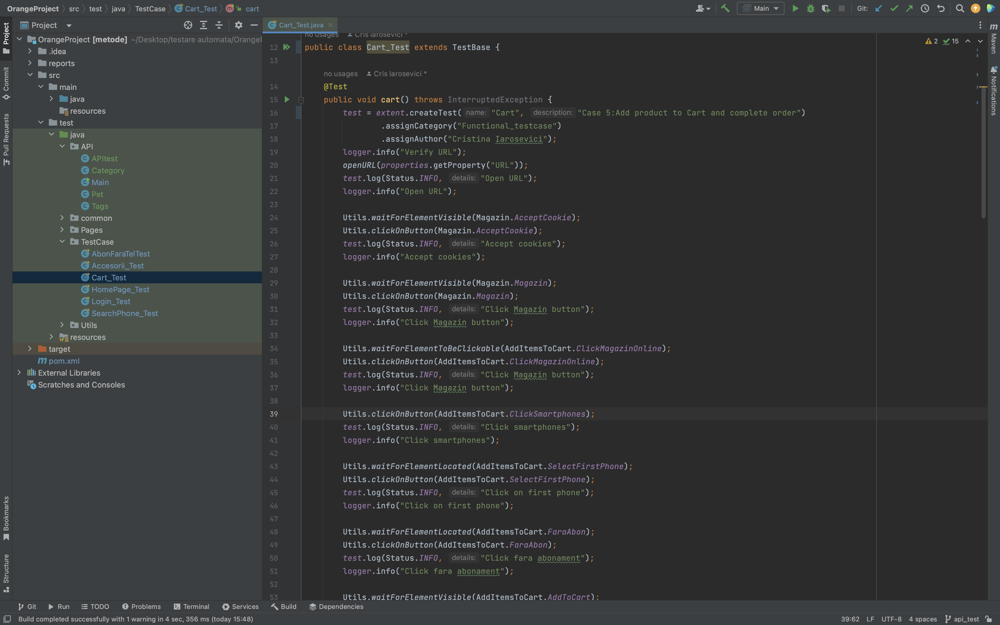 OrangeProject src test java TestCase Cart_Test cart
Main Git:
Project
Cart_Test.java
OrangeProject [metode] ~/Desktop/testare automata/OrangeP
.idea
reports
src
main
java
resources
test
java
API
APItest
Category
Main
Pet
Tags
common
Pages
TestCase
AbonFaraTelTest
Accesorii_Test
Cart_Test
HomePage_Test
Login_Test
SearchPhone_Test
Utils
resources
target
pom.xml
External Libraries
Scratches and Consoles
Project
Commit
Pull Requests
Bookmarks
Structure
no usages Cris Iarosevici *
12 public class Cart_Test extends TestBase {
13
no usages Cris Iarosevici *
14 @Test
15 public void cart() throws InterruptedException {
16 test = extent.createTest( name: "Cart", description: "Case 5:Add product to Cart and complete order")
17 .assignCategory("Functional_testcase")
18 .assignAuthor("Cristina Iarosevici");
19 logger.info("Verify URL");
20 openURL(properties.getProperty("URL"));
21 test.log(Status.INFO, details: "Open URL");
22 logger.info("Open URL");
23
24 Utils.waitForElementVisible(Magazin.AcceptCookie);
25 Utils.clickOnButton(Magazin.AcceptCookie);
26 test.log(Status.INFO, details: "Accept cookies");
27 logger.info("Accept cookies");
28
29 Utils.waitForElementVisible(Magazin.Magazin);
30 Utils.clickOnButton(Magazin.Magazin);
31 test.log(Status.INFO, details: "Click Magazin button");
32 logger.info("Click Magazin button");
33
34 Utils.waitForElementToBeClickable(AddItemsToCart.ClickMagazinOnline);
35 Utils.clickOnButton(AddItemsToCart.ClickMagazinOnline);
36 test.log(Status.INFO, details: "Click Magazin button");
37 logger.info("Click Magazin button");
38
39 Utils.clickOnButton(AddItemsToCart.ClickSmartphones);
40 test.log(Status.INFO, details: "Click smartphones");
41 logger.info("Click smartphones");
42
43 Utils.waitForElementLocated(AddItemsToCart.SelectFirstPhone);
44 Utils.clickOnButton(AddItemsToCart.SelectFirstPhone);
45 test.log(Status.INFO, details: "Click on first phone");
46 logger.info("Click on first phone");
47
48 Utils.waitForElementLocated(AddItemsToCart.FaraAbon);
49 Utils.clickOnButton(AddItemsToCart.FaraAbon);
50 test.log(Status.INFO, details: "Click fara abonament");
51 logger.info("Click fara abonament");
52
53 Utils.waitForElementVisible(AddItemsToCart.AddToCart);
2 15
Maven
Notifications
Git Run TODO Problems Terminal Services Build Dependencies
Build completed successfully with 1 warning in 4 sec, 356 ms (today 15:48)
39:62 LF UTF-8 4 spaces api_test